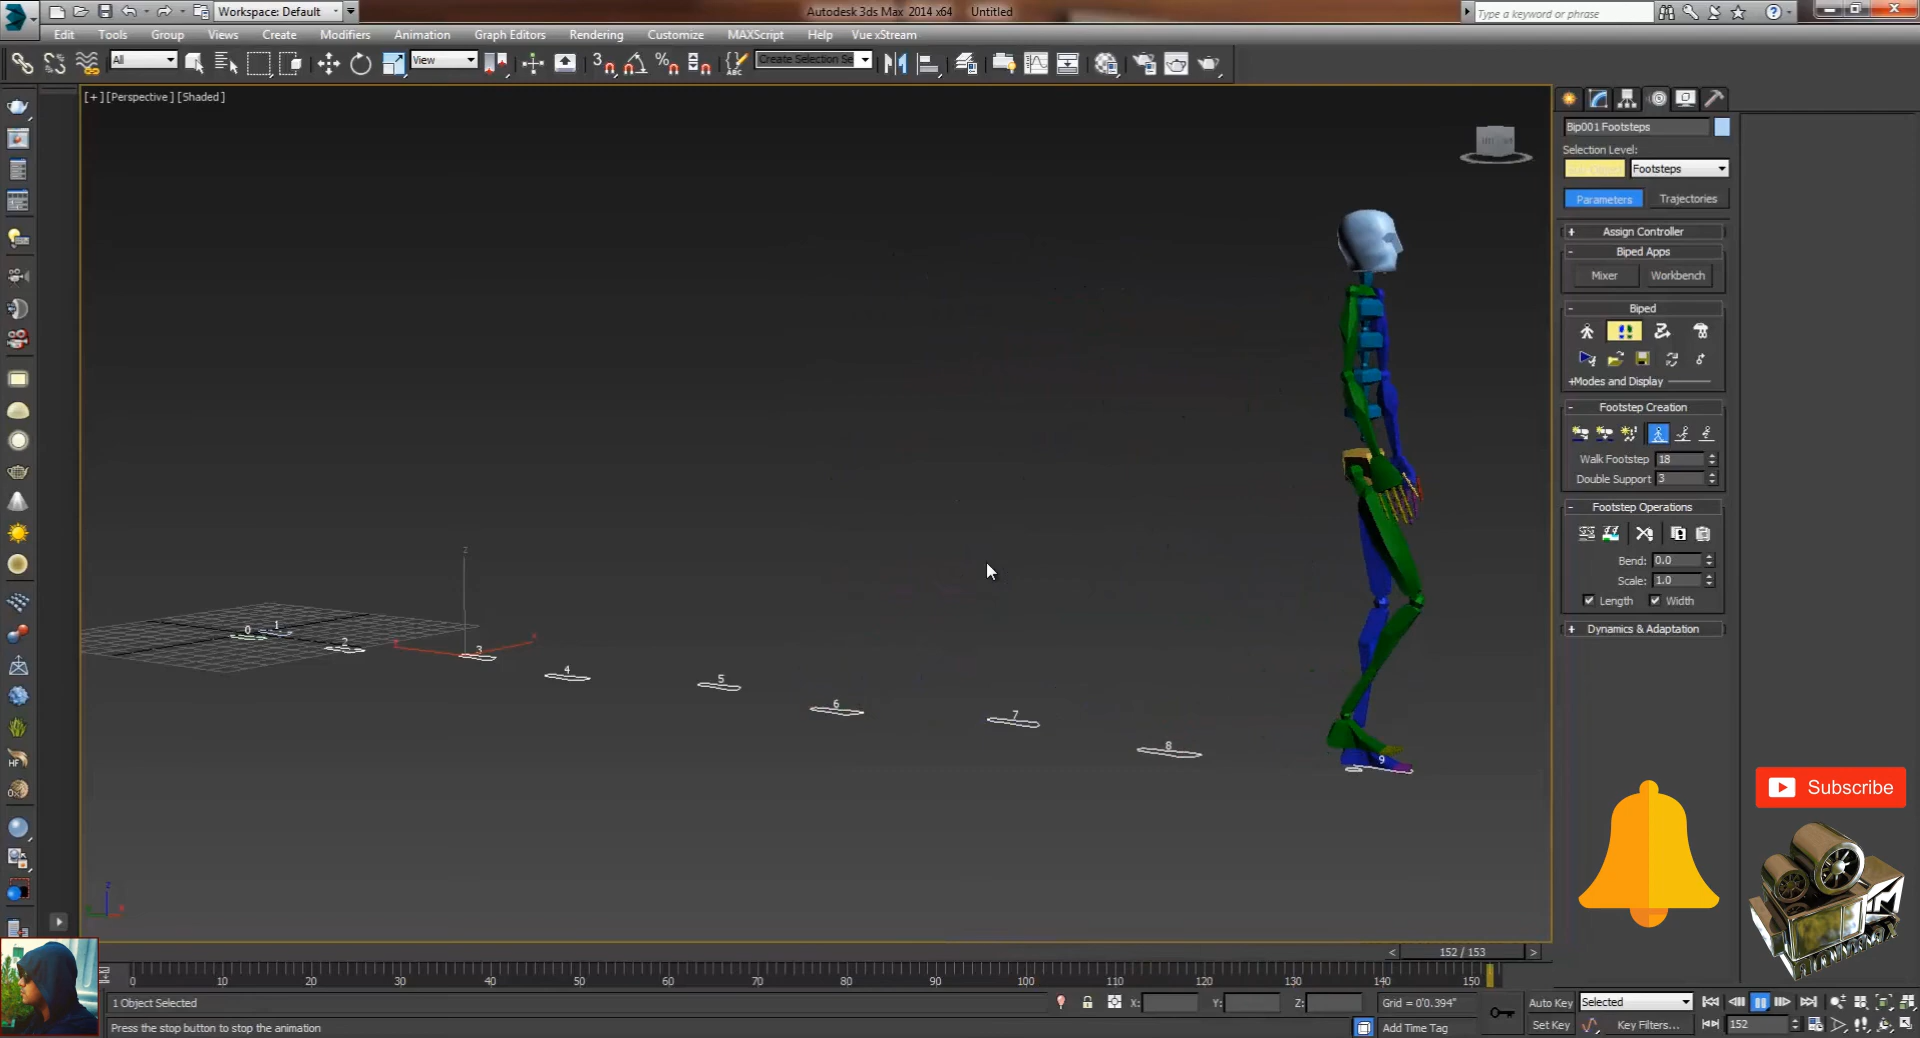 Workspace: Default
Autodesk 3ds Max 2014 x64 Untitled
Type a keyword or phrase
Edit Tools Group Views Create Modifiers Animation Graph Editors Rendering Customize MAXScript Help Vue xStream
All
View
3
ABC
Create Selection Se
[+] [Perspective] [Shaded]
Bip001 Footsteps
Selection Level:
Footsteps
Parameters Trajectories
+ Assign Controller
- Biped Apps
Mixer Workbench
- Biped
+Modes and Display
- Footstep Creation
Walk Footstep 18
Double Support 3
- Footstep Operations
Bend: 0.0
Scale: 1.0
Length Width
+ Dynamics & Adaptation
z
x
0 1 2 3 4 5 6 7 8 9
HF
Subscribe
z
x
< 152 / 153 >
0 10 20 30 40 50 60 70 80 90 100 110 120 130 140 150
1 Object Selected
X: Y: Z: Grid = 0'0.394"
Auto Key Selected
Press the stop button to stop the animation
Add Time Tag
Set Key Key Filters... 152